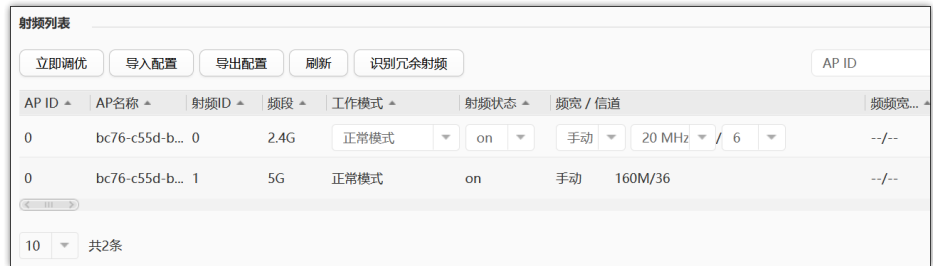 射频列表
立即调优 导入配置 导出配置 刷新 识别冗余射频 AP ID
AP ID AP名称 射频ID 频段 工作模式 射频状态 频宽 / 信道 频频宽...
0 bc76-c55d-b... 0 2.4G 正常模式 on 手动 20 MHz / 6 --/--
0 bc76-c55d-b... 1 5G 正常模式 on 手动 160M/36 --/--
10 共2条